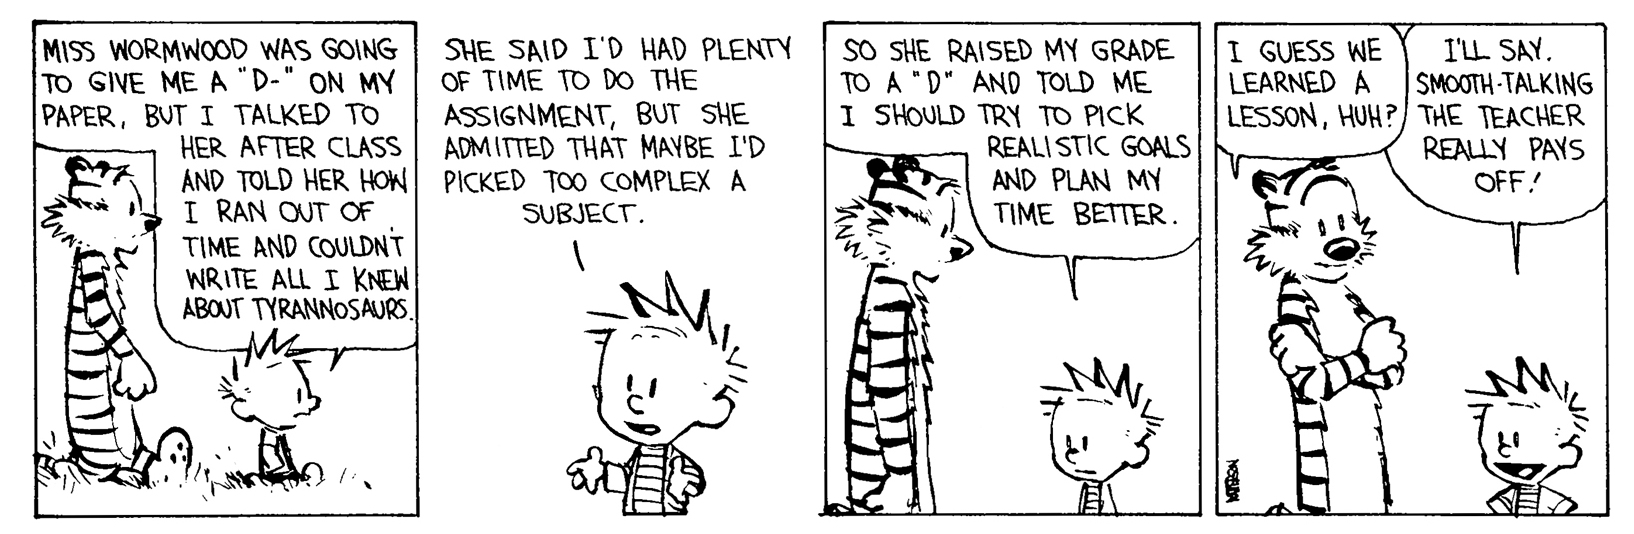 MISS WORMWOOD WAS GOING
TO GIVE ME A "D-" ON MY
PAPER, BUT I TALKED TO
HER AFTER CLASS
AND TOLD HER HOW
I RAN OUT OF
TIME AND COULDN'T
WRITE ALL I KNEW
ABOUT TYRANNOSAURS.
SHE SAID I'D HAD PLENTY
OF TIME TO DO THE
ASSIGNMENT, BUT SHE
ADMITTED THAT MAYBE I'D
PICKED TOO COMPLEX A
SUBJECT.
SO SHE RAISED MY GRADE
TO A "D" AND TOLD ME
I SHOULD TRY TO PICK
REALISTIC GOALS
AND PLAN MY
TIME BETTER.
I GUESS WE
LEARNED A
LESSON, HUH?
I'LL SAY.
SMOOTH-TALKING
THE TEACHER
REALLY PAYS
OFF!
WATTERSON